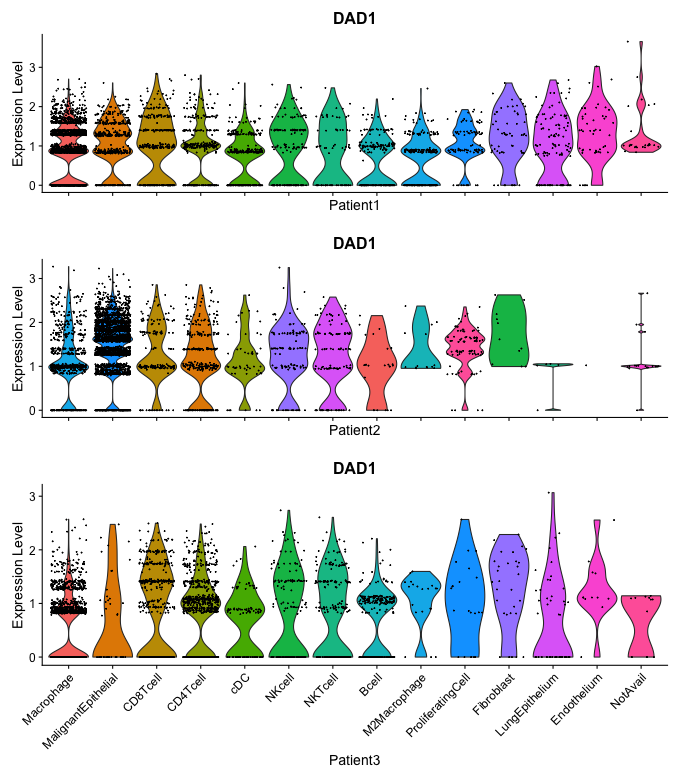 DAD1
Expression Level
3
2
1
0
Patient1
DAD1
Expression Level
3
2
1
0
Patient2
DAD1
Expression Level
3
2
1
0
Macrophage
MalignantEpithelial
CD8Tcell
CD4Tcell
cDC
NKcell
NKTcell
Bcell
M2Macrophage
ProliferatingCell
Fibroblast
LungEpithelium
Endothelium
NotAvail
Patient3